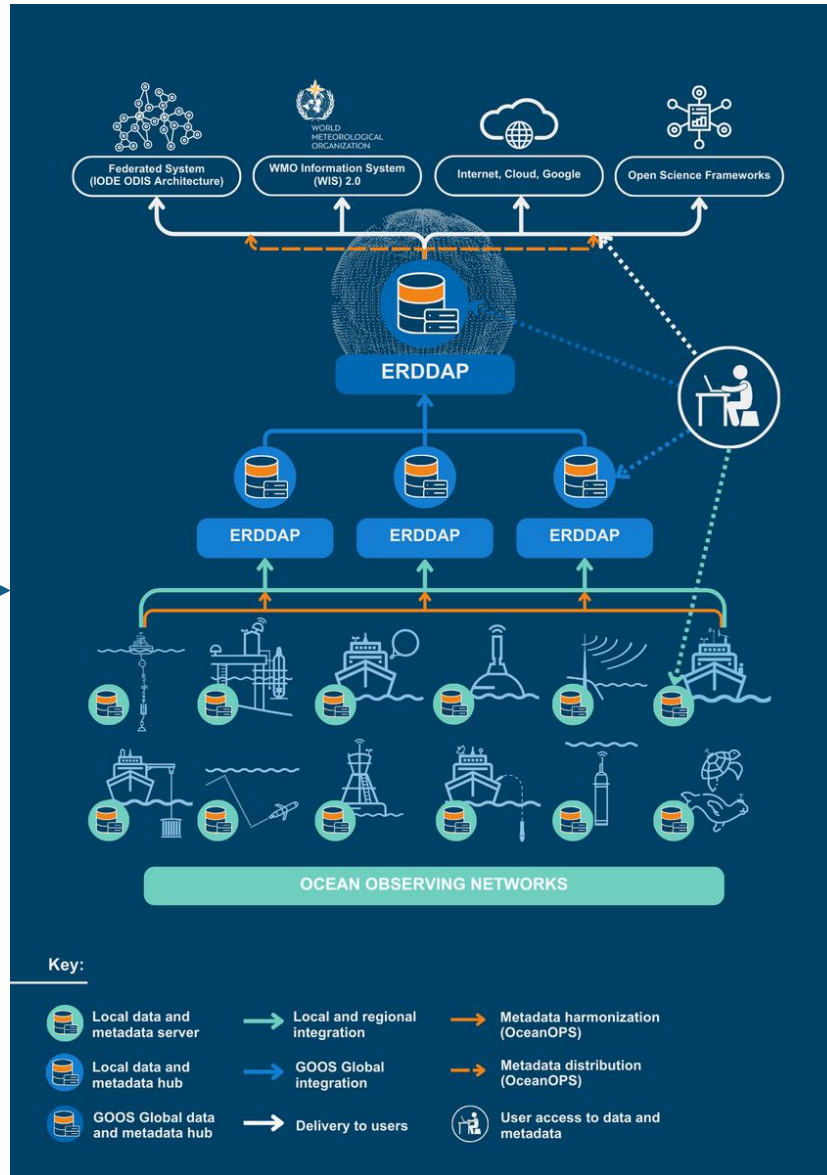 WORLD
METEOROLOGICAL
ORGANIZATION
Federated System
(IODE ODIS Architecture)
WMO Information System
(WIS) 2.0
Internet, Cloud, Google
Open Science Frameworks
ERDDAP
ERDDAP
ERDDAP
ERDDAP
OCEAN OBSERVING NETWORKS
Key:
Local data and
metadata server
Local and regional
integration
Metadata harmonization
(OceanOPS)
Local data and
metadata hub
GOOS Global
integration
Metadata distribution
(OceanOPS)
GOOS Global data
and metadata hub
Delivery to users
User access to data and
metadata